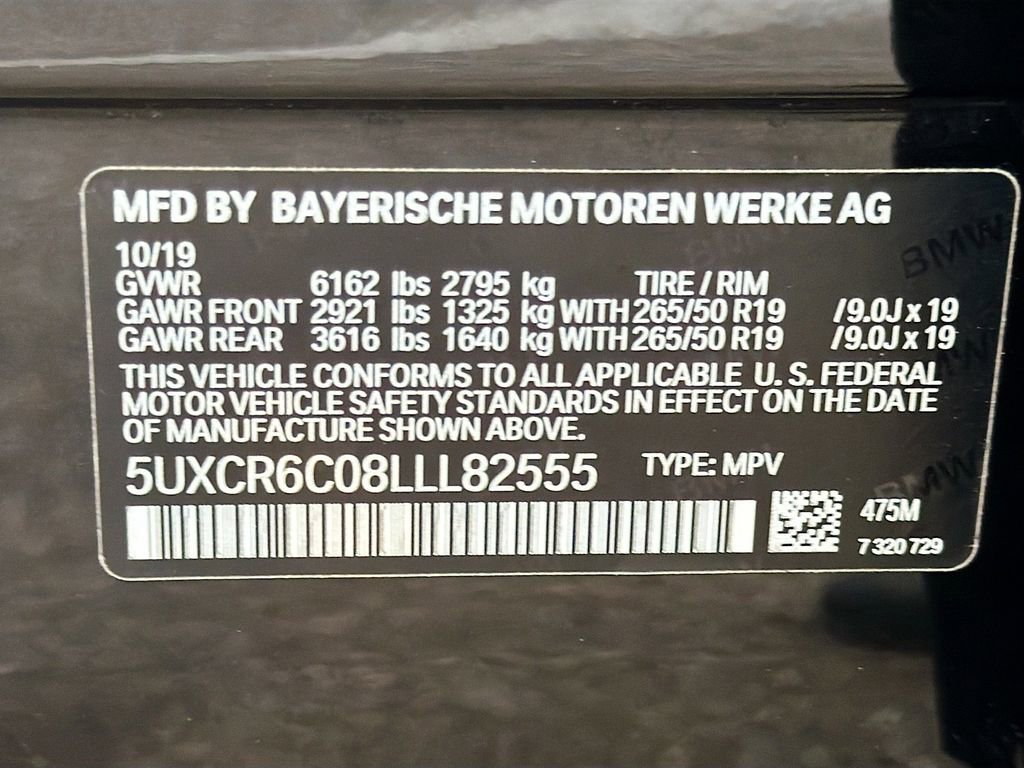 MFD BY BAYERISCHE MOTOREN WERKE AG
10/19
GVWR 6162 lbs 2795 kg TIRE / RIM
GAWR FRONT 2921 lbs 1325 kg WITH 265/50 R19 /9.0J x 19
GAWR REAR 3616 lbs 1640 kg WITH 265/50 R19 /9.0J x 19
THIS VEHICLE CONFORMS TO ALL APPLICABLE U. S. FEDERAL
MOTOR VEHICLE SAFETY STANDARDS IN EFFECT ON THE DATE
OF MANUFACTURE SHOWN ABOVE.
5UXCR6C08LLL82555 TYPE: MPV
475M
7 320 729
BMW
BMW
BMW